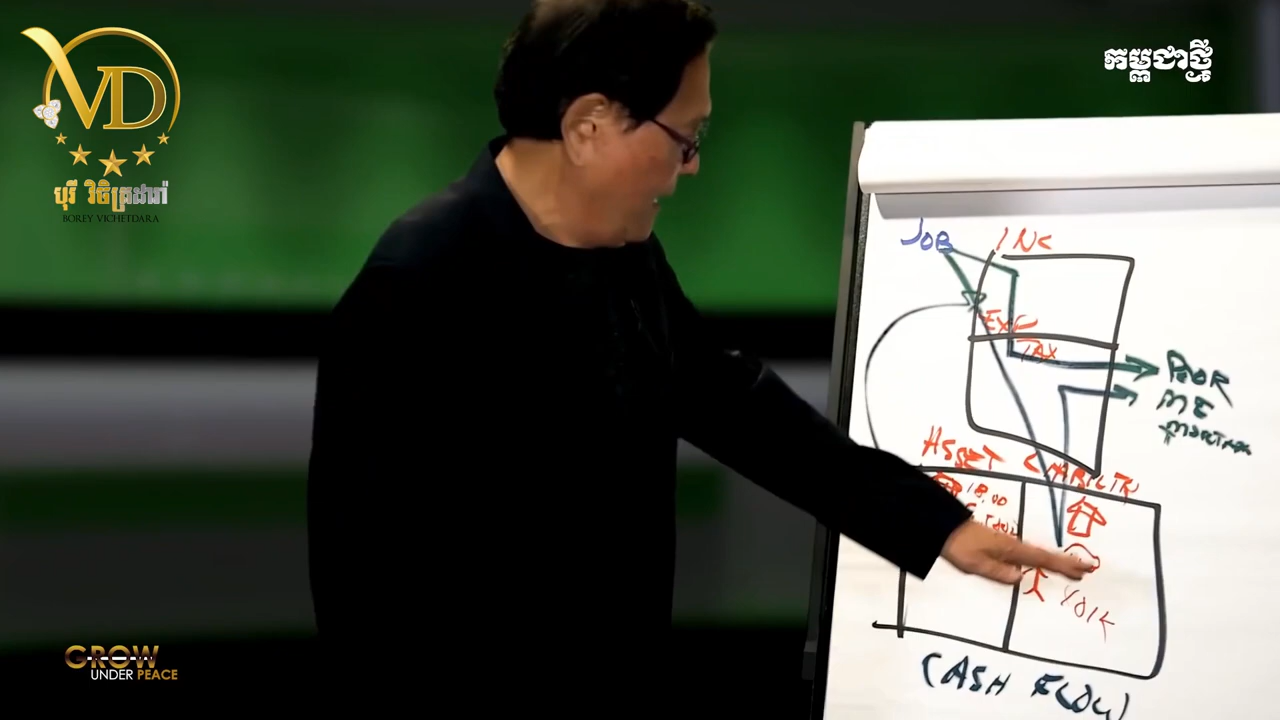 VD
បុរី វិចិត្រដារ៉ា
BOREY VICHETDARA
កម្ពុជាថ្មី
JOB
INC
EXP
TAX
POOR
ME
ASSET LIABILITY
401K
CASH FLOW
GROW
UNDER PEACE